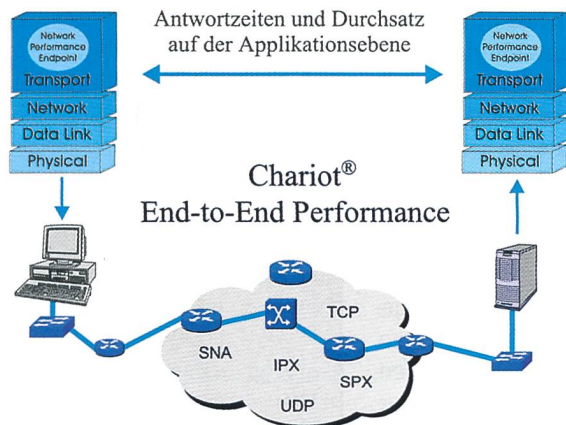 Network
Performance
Endpoint
Transport
Network
Data Link
Physical
Antwortzeiten und Durchsatz
auf der Applikationsebene
Network
Performance
Endpoint
Transport
Network
Data Link
Physical
Chariot®
End-to-End Performance
TCP
SNA
IPX
SPX
UDP